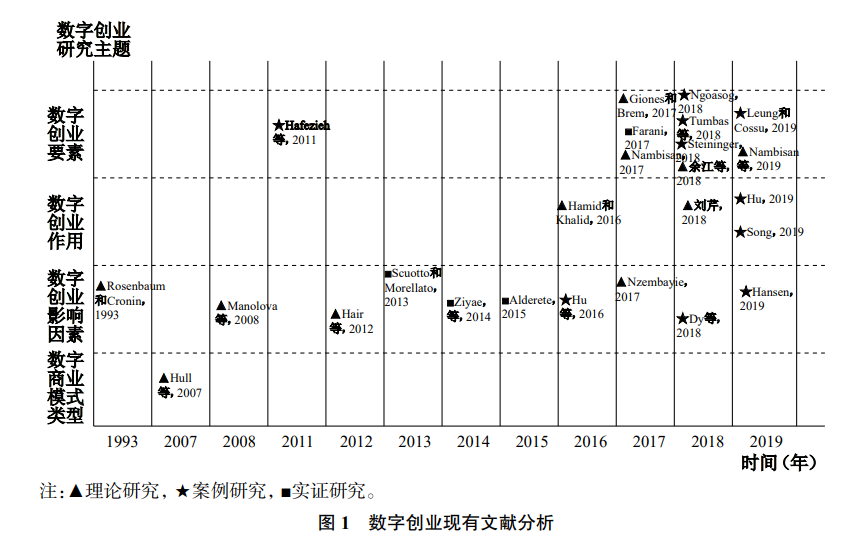 数字创业
研究主题
数字
创业
要素
★Hafezieh
等, 2011
▲Giones和
Brem, 2017
■Farani,
2017
▲Nambisan
2017
★Ngoasog,
2018
★Tumbas
等, 2018
★Steininger,
2018
▲余江等,
2018
★Leung和
Cossu, 2019
▲Nambisan
等, 2019
数字
创业
作用
▲Hamid和
Khalid, 2016
▲刘芹,
2018
★Hu, 2019
★Song, 2019
数字
创业
影响
因素
▲Rosenbaum
和Cronin,
1993
▲Manolova
等, 2008
▲Hair
等, 2012
■Scuotto和
Morellato,
2013
■Ziyae,
等, 2014
■Alderete,
2015
★Hu
等, 2016
▲Nzembayie,
2017
★Dy等,
2018
★Hansen,
2019
数字
商业
模式
类型
▲Hull
等, 2007
1993 2007 2008 2011 2012 2013 2014 2015 2016 2017 2018 2019
时间(年)
注:▲理论研究, ★案例研究, ■实证研究。
图 1 数字创业现有文献分析